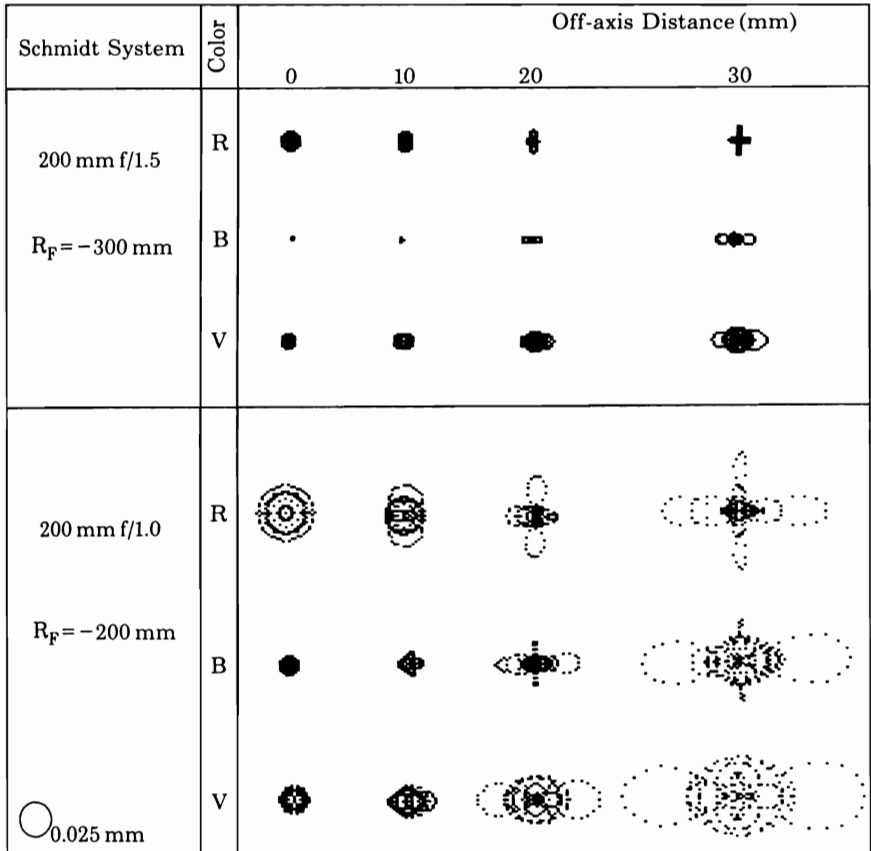 Schmidt System
Color
Off-axis Distance (mm)
0 10 20 30
200 mm f/1.5
R_F = −300 mm
R
B
V
200 mm f/1.0
R_F = −200 mm
R
B
V
0.025 mm